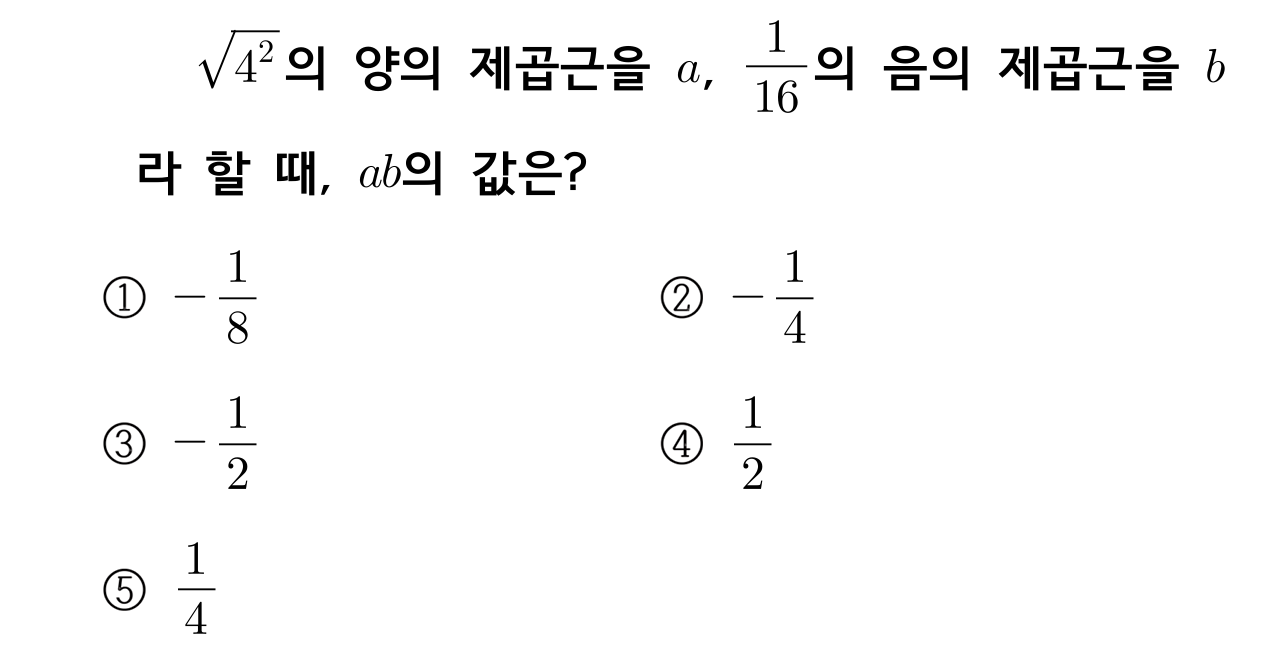 $\sqrt{4^2}$의 양의 제곱근을 $a$, $\frac{1}{16}$의 음의 제곱근을 $b$
라 할 때, $ab$의 값은?
① $-\frac{1}{8}$ ② $-\frac{1}{4}$
③ $-\frac{1}{2}$ ④ $\frac{1}{2}$
⑤ $\frac{1}{4}$